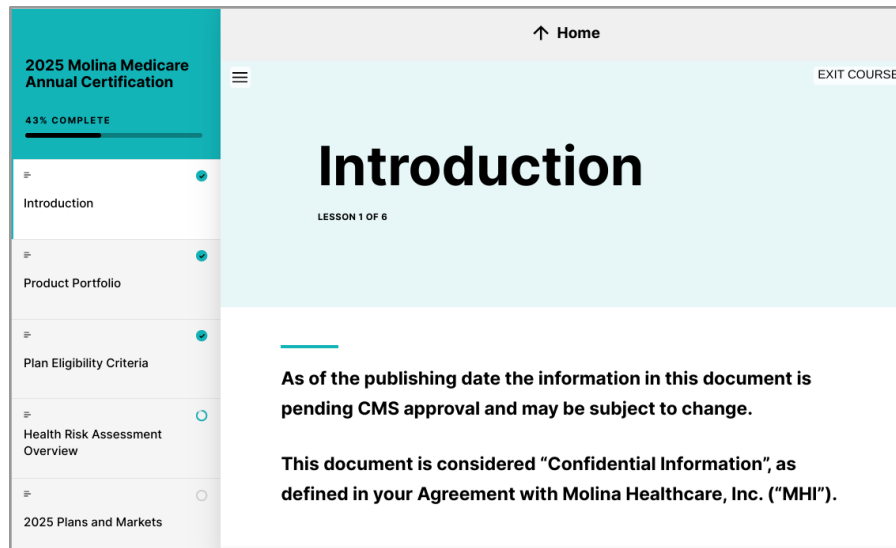 2025 Molina Medicare
Annual Certification
43% COMPLETE
Introduction
Product Portfolio
Plan Eligibility Criteria
Health Risk Assessment
Overview
2025 Plans and Markets
Home
EXIT COURSE
Introduction
LESSON 1 OF 6
As of the publishing date the information in this document is
pending CMS approval and may be subject to change.
This document is considered “Confidential Information”, as
defined in your Agreement with Molina Healthcare, Inc. (“MHI”).